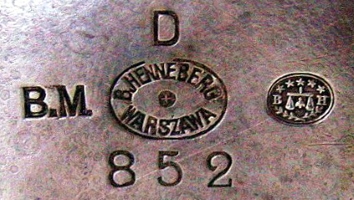 D
B.M.
B.HENNEBERG
WARSZAWA
B H
852